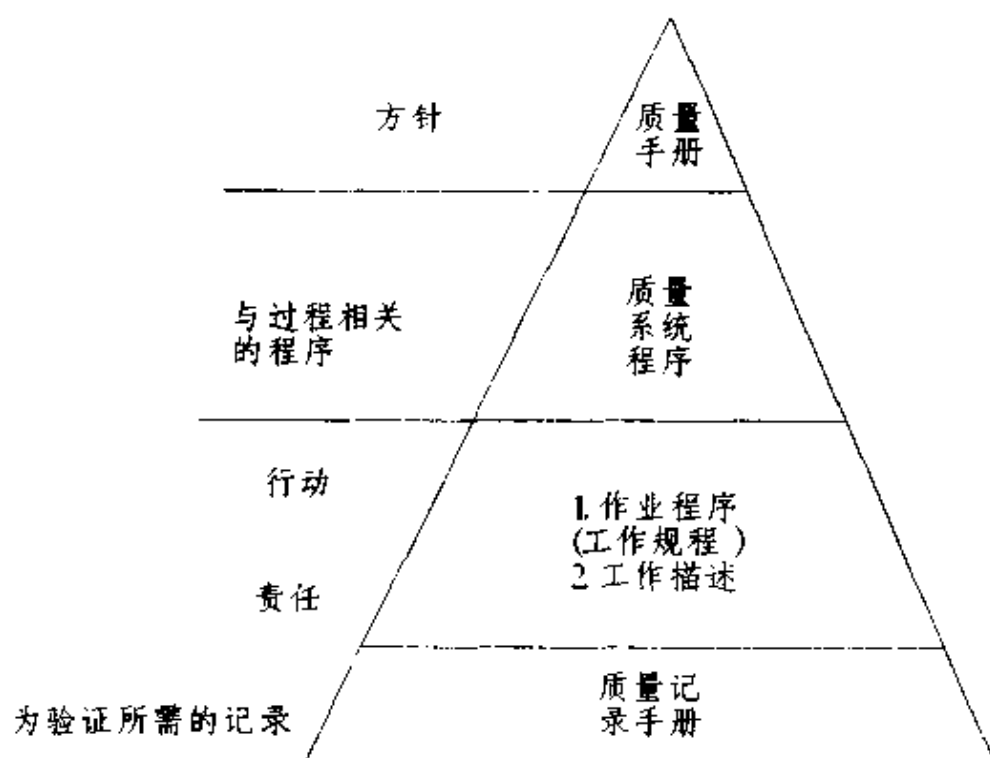 方针
质量
手册
与过程相关
的程序
质量
系统
程序
行动
责任
1.作业程序
(工作规程)
2 工作描述
为验证所需的记录
质量记
录手册